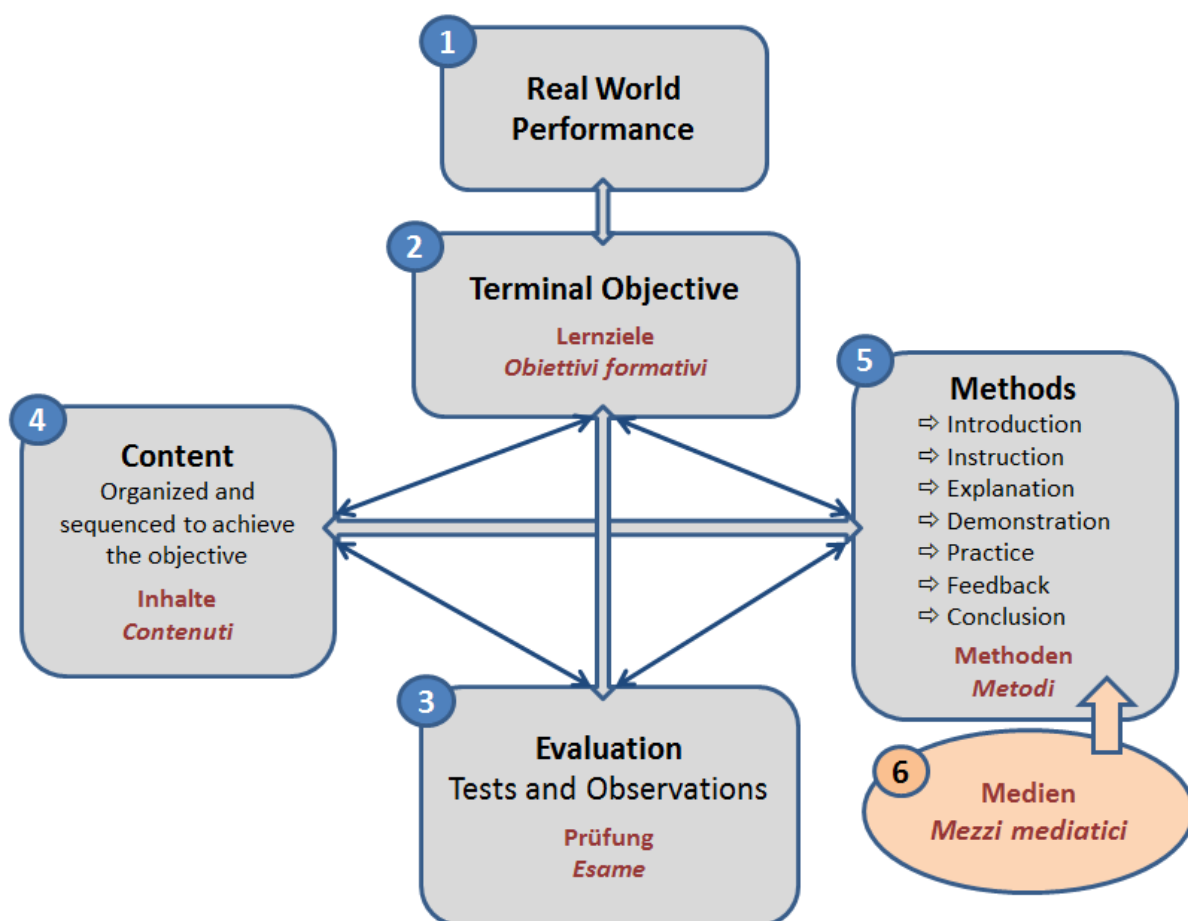 1
Real World
Performance
2
Terminal Objective
Lernziele
Obiettivi formativi
3
Evaluation
Tests and Observations
Prüfung
Esame
4
Content
Organized and
sequenced to achieve
the objective
Inhalte
Contenuti
5
Methods
⇨ Introduction
⇨ Instruction
⇨ Explanation
⇨ Demonstration
⇨ Practice
⇨ Feedback
⇨ Conclusion
Methoden
Metodi
6
Medien
Mezzi mediatici